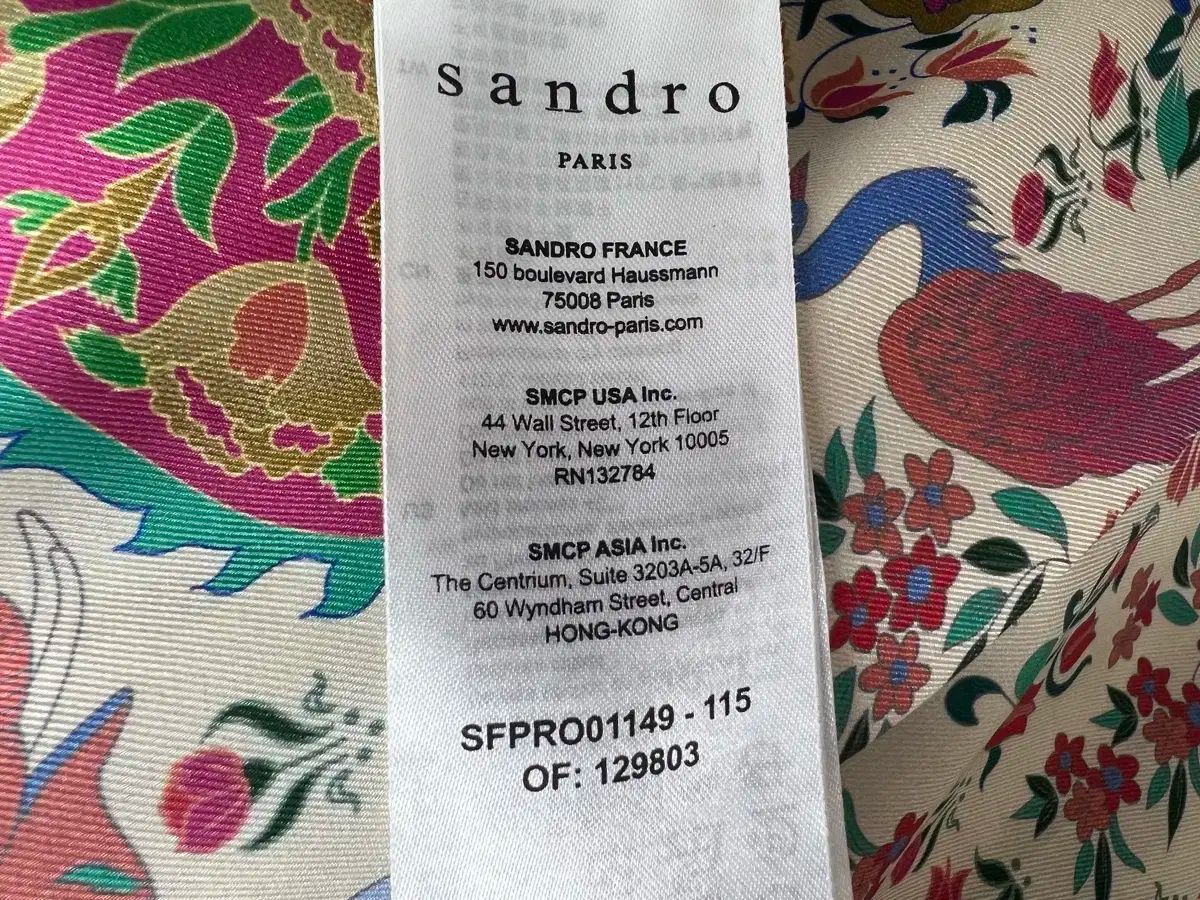 sandro
PARIS
SANDRO FRANCE
150 boulevard Haussmann
75008 Paris
www.sandro-paris.com
SMCP USA Inc.
44 Wall Street, 12th Floor
New York, New York 10005
RN132784
SMCP ASIA Inc.
The Centrium, Suite 3203A-5A, 32/F
60 Wyndham Street, Central
HONG-KONG
SFPRO01149 - 115
OF: 129803